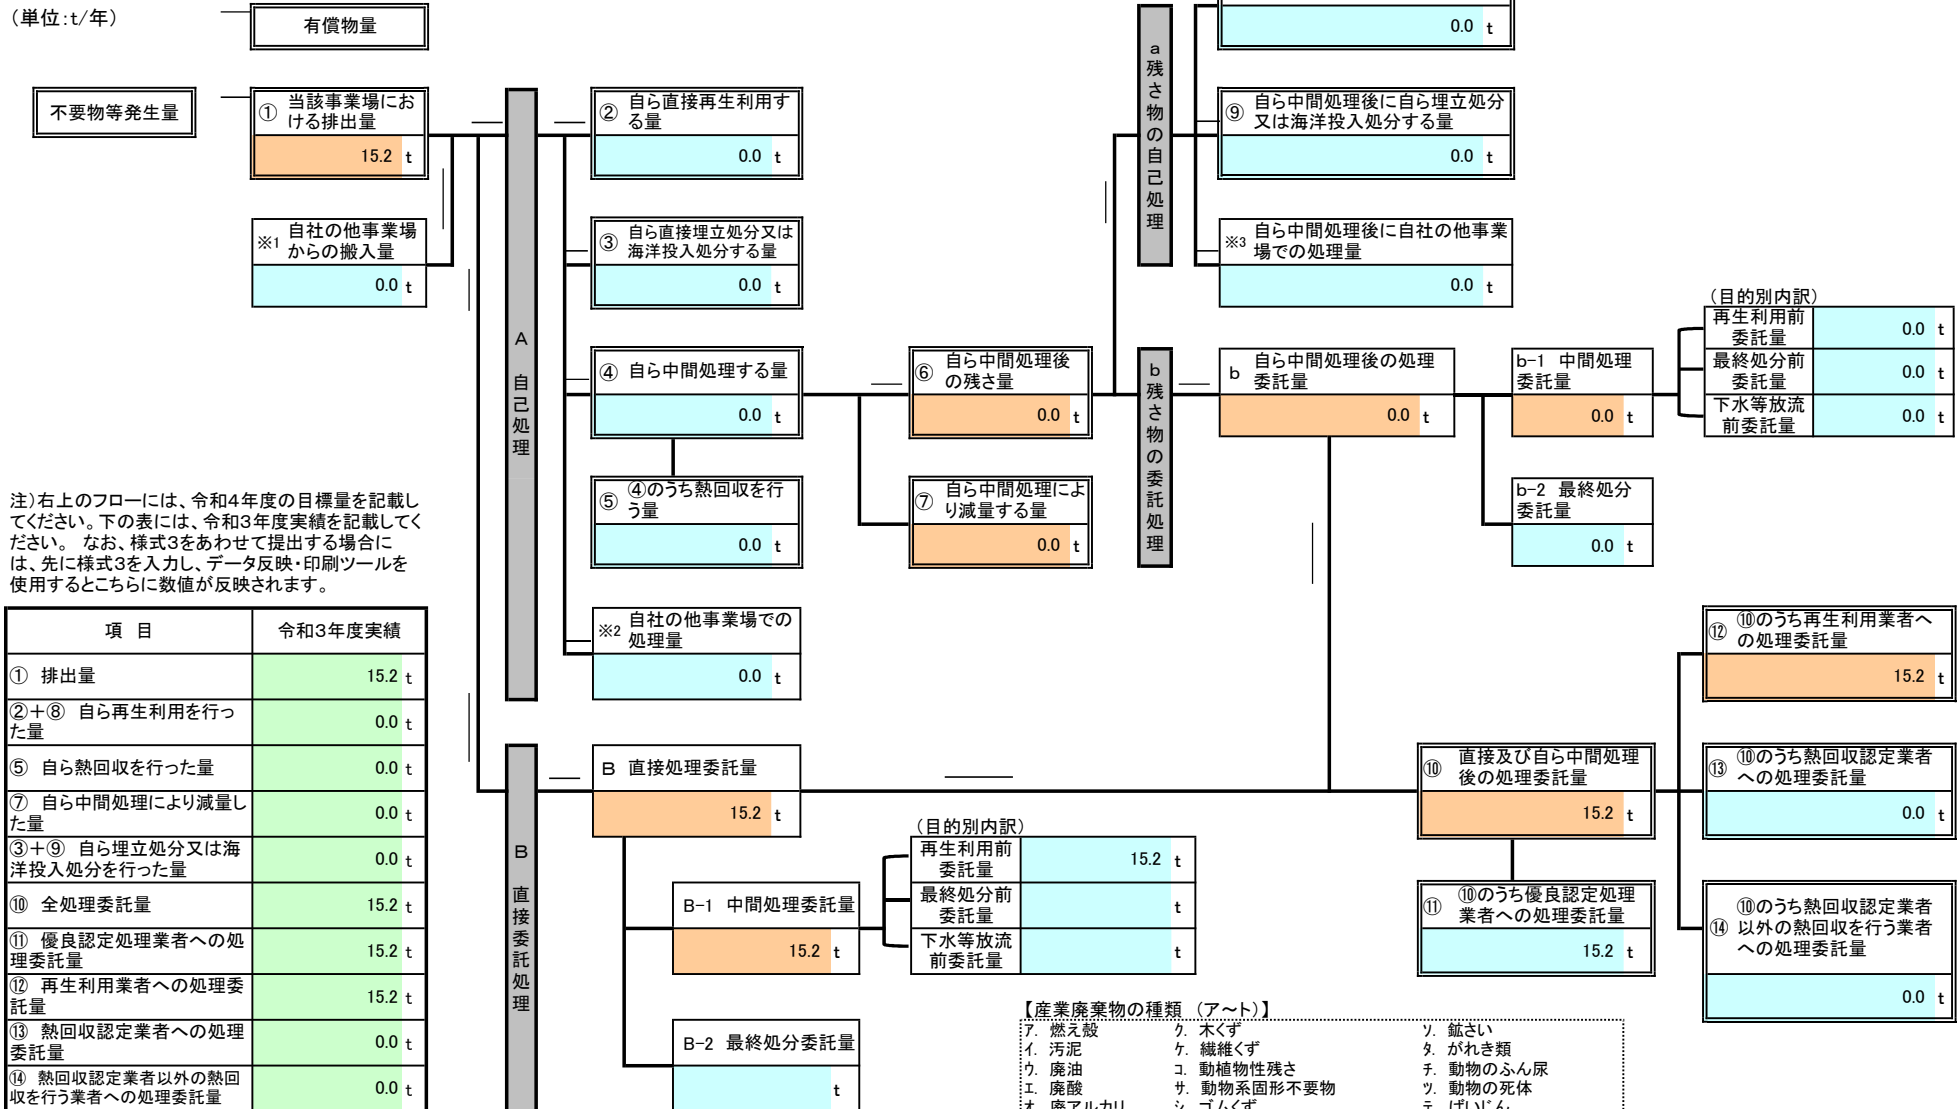 (単位:t/年)
有償物量
不要物等発生量
① 当該事業場にお
ける排出量
15.2 t
※1 自社の他事業場
からの搬入量
0.0 t
A 自己処理
② 自ら直接再生利用す
る量
0.0 t
③ 自ら直接埋立処分又は
海洋投入処分する量
0.0 t
④ 自ら中間処理する量
0.0 t
⑤ ④のうち熱回収を行
う量
0.0 t
※2 自社の他事業場での
処理量
0.0 t
⑥ 自ら中間処理後
の残さ量
0.0 t
⑦ 自ら中間処理によ
り減量する量
0.0 t
a 残さ物の自己処理
0.0 t
⑨ 自ら中間処理後に自ら埋立処分
又は海洋投入処分する量
0.0 t
※3 自ら中間処理後に自社の他事業
場での処理量
0.0 t
b 残さ物の委託処理
b 自ら中間処理後の処理
委託量
0.0 t
b-1 中間処理
委託量
0.0 t
(目的別内訳)
再生利用前
委託量
0.0 t
最終処分前
委託量
0.0 t
下水等放流
前委託量
0.0 t
b-2 最終処分
委託量
0.0 t
注)右上のフローには、令和4年度の目標量を記載し
てください。下の表には、令和3年度実績を記載してく
ださい。 なお、様式3をあわせて提出する場合に
は、先に様式3を入力し、データ反映・印刷ツールを
使用するとこちらに数値が反映されます。
項 目 令和3年度実績
① 排出量 15.2 t
②+⑧ 自ら再生利用を行っ
た量 0.0 t
⑤ 自ら熱回収を行った量 0.0 t
⑦ 自ら中間処理により減量し
た量 0.0 t
③+⑨ 自ら埋立処分又は海
洋投入処分を行った量 0.0 t
⑩ 全処理委託量 15.2 t
⑪ 優良認定処理業者への処
理委託量 15.2 t
⑫ 再生利用業者への処理委
託量 15.2 t
⑬ 熱回収認定業者への処理
委託量 0.0 t
⑭ 熱回収認定業者以外の熱回
収を行う業者への処理委託量 0.0 t
B 直接委託処理
B 直接処理委託量
15.2 t
B-1 中間処理委託量
15.2 t
(目的別内訳)
再生利用前
委託量
15.2 t
最終処分前
委託量
t
下水等放流
前委託量
t
B-2 最終処分委託量
t
⑩ 直接及び自ら中間処理
後の処理委託量
15.2 t
⑪ ⑩のうち優良認定処理
業者への処理委託量
15.2 t
⑫ ⑩のうち再生利用業者へ
の処理委託量
15.2 t
⑬ ⑩のうち熱回収認定業者
への処理委託量
0.0 t
⑭ ⑩のうち熱回収認定業者
以外の熱回収を行う業者
への処理委託量
0.0 t
【産業廃棄物の種類 (ア~ト)】
ア. 燃え殻 ク. 木くず ソ. 鉱さい
イ. 汚泥 ケ. 繊維くず タ. がれき類
ウ. 廃油 コ. 動植物性残さ チ. 動物のふん尿
エ. 廃酸 サ. 動物系固形不要物 ツ. 動物の死体
オ. 廃アルカリ シ. ゴムくず テ. ばいじん